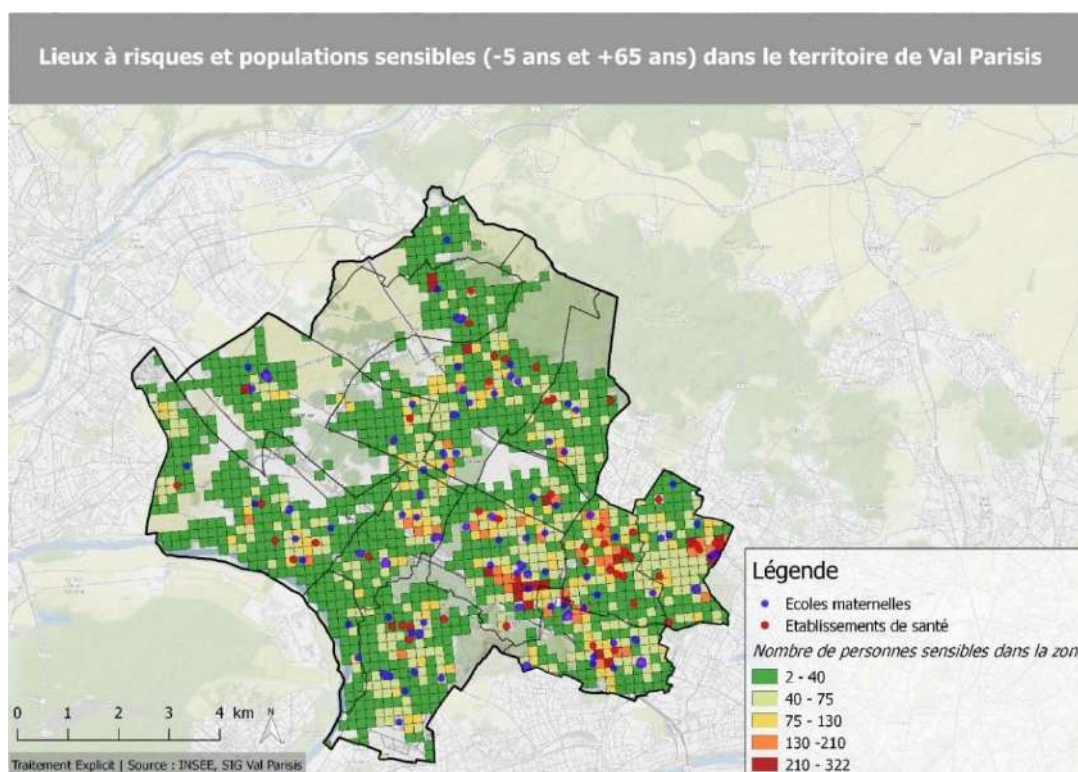 Lieux à risques et populations sensibles (-5 ans et +65 ans) dans le territoire de Val Parisis
Légende
Ecoles maternelles
Etablissements de santé
Nombre de personnes sensibles dans la zon
2 - 40
40 - 75
75 - 130
130 -210
210 - 322
0 1 2 3 4 km
N
Traitement Explicit | Source : INSEE, SIG Val Parisis